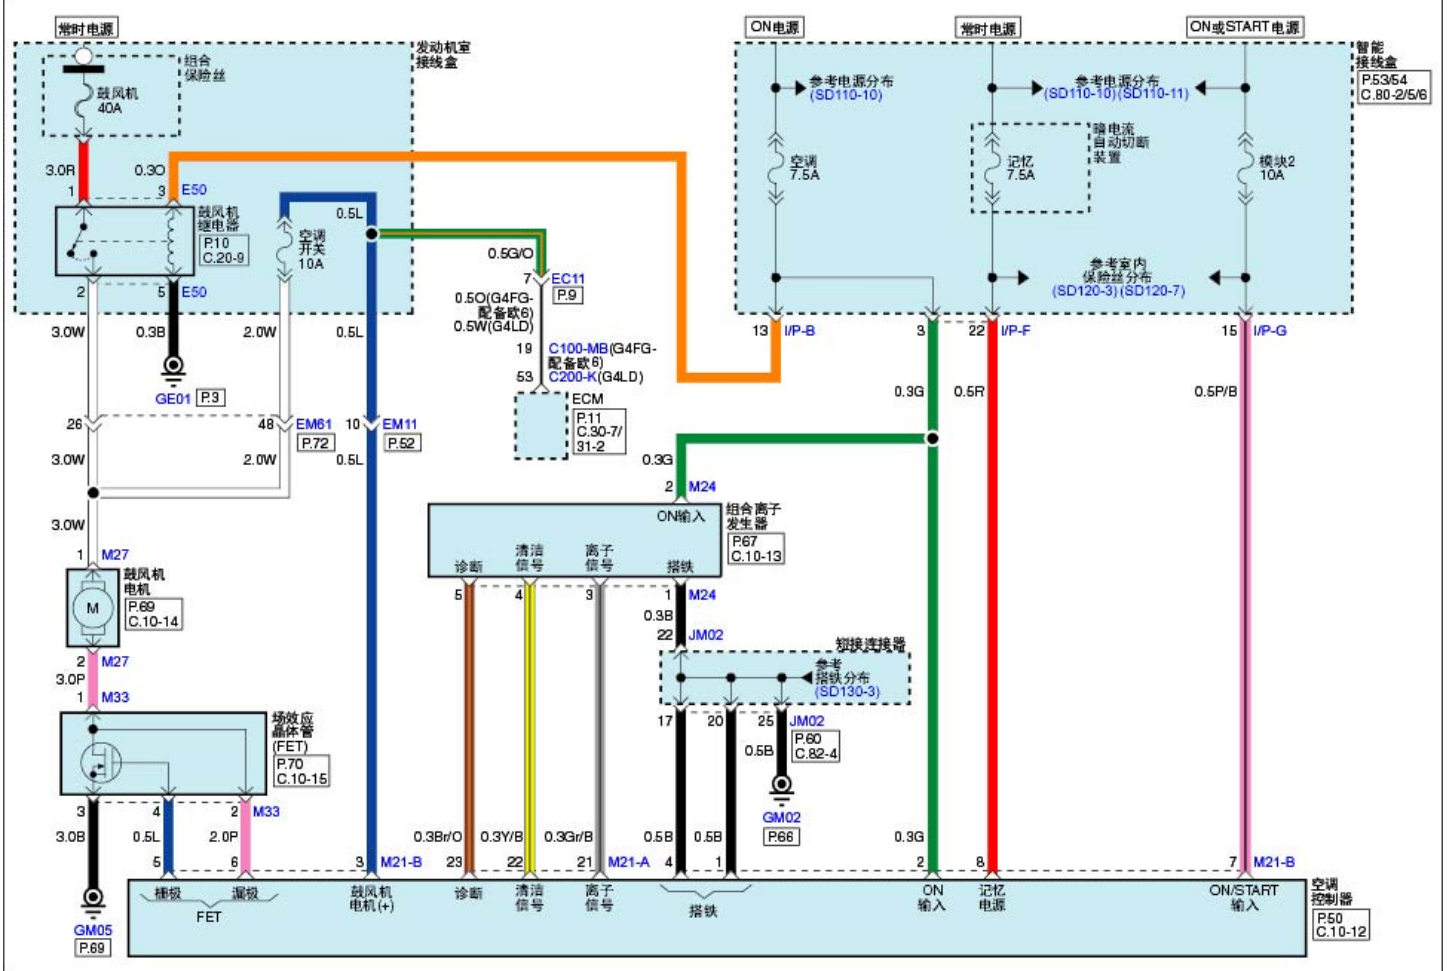 常时电源
ON电源
常时电源
ON或START电源
发动机室
接线盒
智能
接线盒
P.53/54
C.80-2/5/6
组合
保险丝
鼓风机
40A
参考电源分布
(SD110-10)
参考电源分布
(SD110-10)(SD110-11)
暗电流
自动切断
装置
空调
7.5A
记忆
7.5A
模块2
10A
3.0R
0.3O
1
3
E50
0.5L
鼓风机
继电器
P.10
C.20-9
空调
开关
10A
0.5G/O
7
EC11
P.9
参考室内
保险丝分布
(SD120-3)(SD120-7)
2
5
E50
0.5O(G4FG-
配备欧6)
0.5W(G4LD)
3.0W
0.3B
2.0W
0.5L
13
I/P-B
3
22
I/P-F
15
I/P-G
19
C100-MB(G4FG-
配备欧6)
53
C200-K(G4LD)
GE01
P.3
0.3G
0.5R
0.5P/B
ECM
P.11
C.30-7/
31-2
26
48
EM61
P.72
10
EM11
P.52
3.0W
2.0W
0.5L
0.3G
2
M24
ON输入
组合离子
发生器
P.67
C.10-13
3.0W
1
M27
诊断
清洁
信号
离子
信号
搭铁
鼓风机
电机
P.69
C.10-14
M
5
4
3
1
M24
0.3B
22
JM02
短接连接器
参考
搭铁分布
(SD130-3)
2
M27
3.0P
1
M33
场效应
晶体管
(FET)
P.70
C.10-15
17
20
25
JM02
P.60
C.82-4
0.5B
GM02
P.66
3
4
2
M33
3.0B
0.5L
2.0P
0.3Br/O
0.3Y/B
0.3Gr/B
0.5B
0.5B
0.3G
5
6
3
M21-B
23
22
21
M21-A
4
1
2
8
7
M21-B
栅极
漏极
FET
鼓风机
电机(+)
诊断
清洁
信号
离子
信号
搭铁
ON
输入
记忆
电源
ON/START
输入
空调
控制器
P.50
C.10-12
GM05
P.69